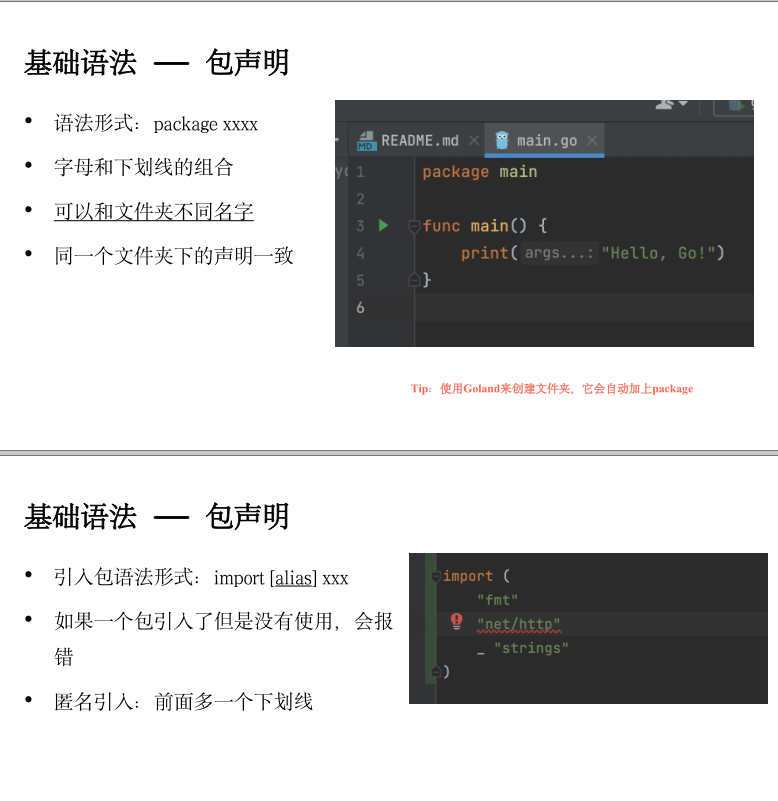 基础语法 — 包声明
• 语法形式：package xxxx
• 字母和下划线的组合
• 可以和文件夹不同名字
• 同一个文件夹下的声明一致
README.md
main.go
1 package main
2
3 func main() {
4 print(args...: "Hello, Go!")
5 }
6
Tip：使用Goland来创建文件夹，它会自动加上package
基础语法 — 包声明
• 引入包语法形式：import [alias] xxx
• 如果一个包引入了但是没有使用，会报
错
• 匿名引入：前面多一个下划线
import (
"fmt"
"net/http"
_ "strings"
)